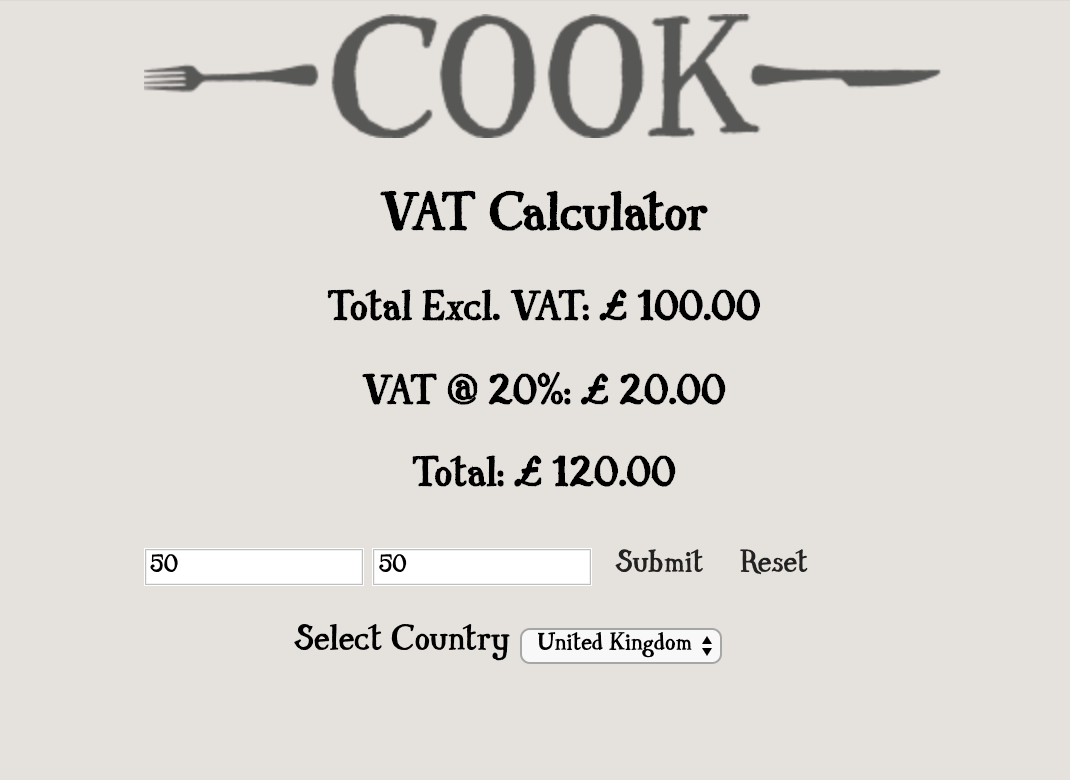 COOK
VAT Calculator
Total Excl. VAT: £ 100.00
VAT @ 20%: £ 20.00
Total: £ 120.00
50 50 Submit Reset
Select Country United Kingdom